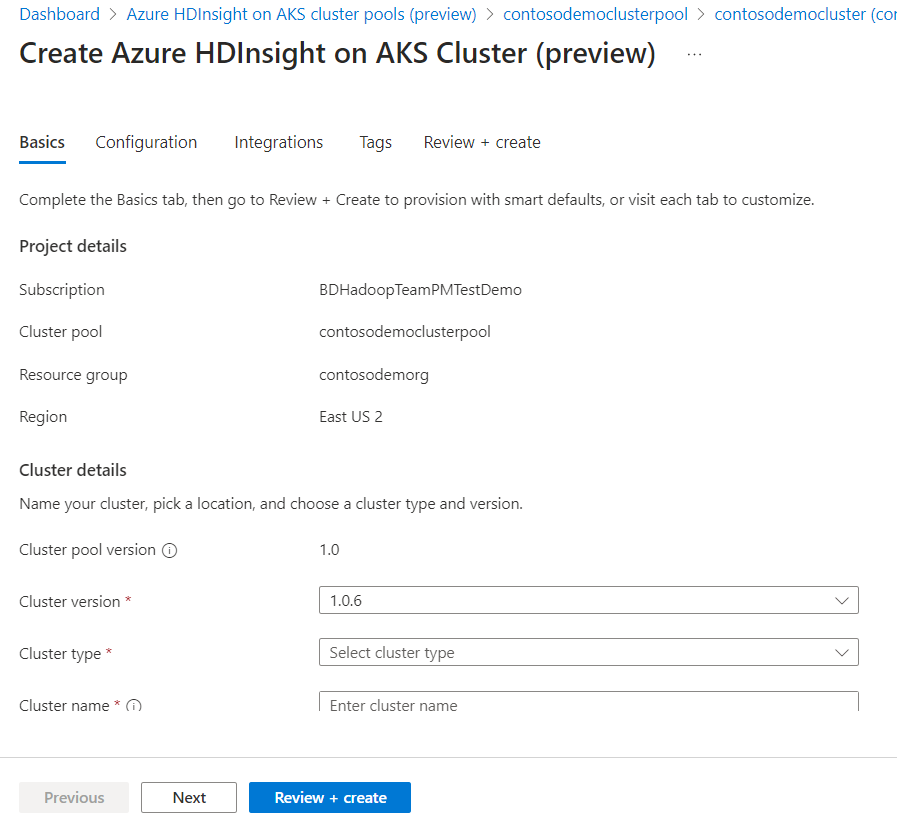 Dashboard > Azure HDInsight on AKS cluster pools (preview) > contosodemoclusterpool > contosodemocluster (cor
Create Azure HDInsight on AKS Cluster (preview) ...
Basics Configuration Integrations Tags Review + create
Complete the Basics tab, then go to Review + Create to provision with smart defaults, or visit each tab to customize.
Project details
Subscription BDHadoopTeamPMTestDemo
Cluster pool contosodemoclusterpool
Resource group contosodemorg
Region East US 2
Cluster details
Name your cluster, pick a location, and choose a cluster type and version.
Cluster pool version 1.0
Cluster version * 1.0.6
Cluster type * Select cluster type
Cluster name * Enter cluster name
Previous Next Review + create